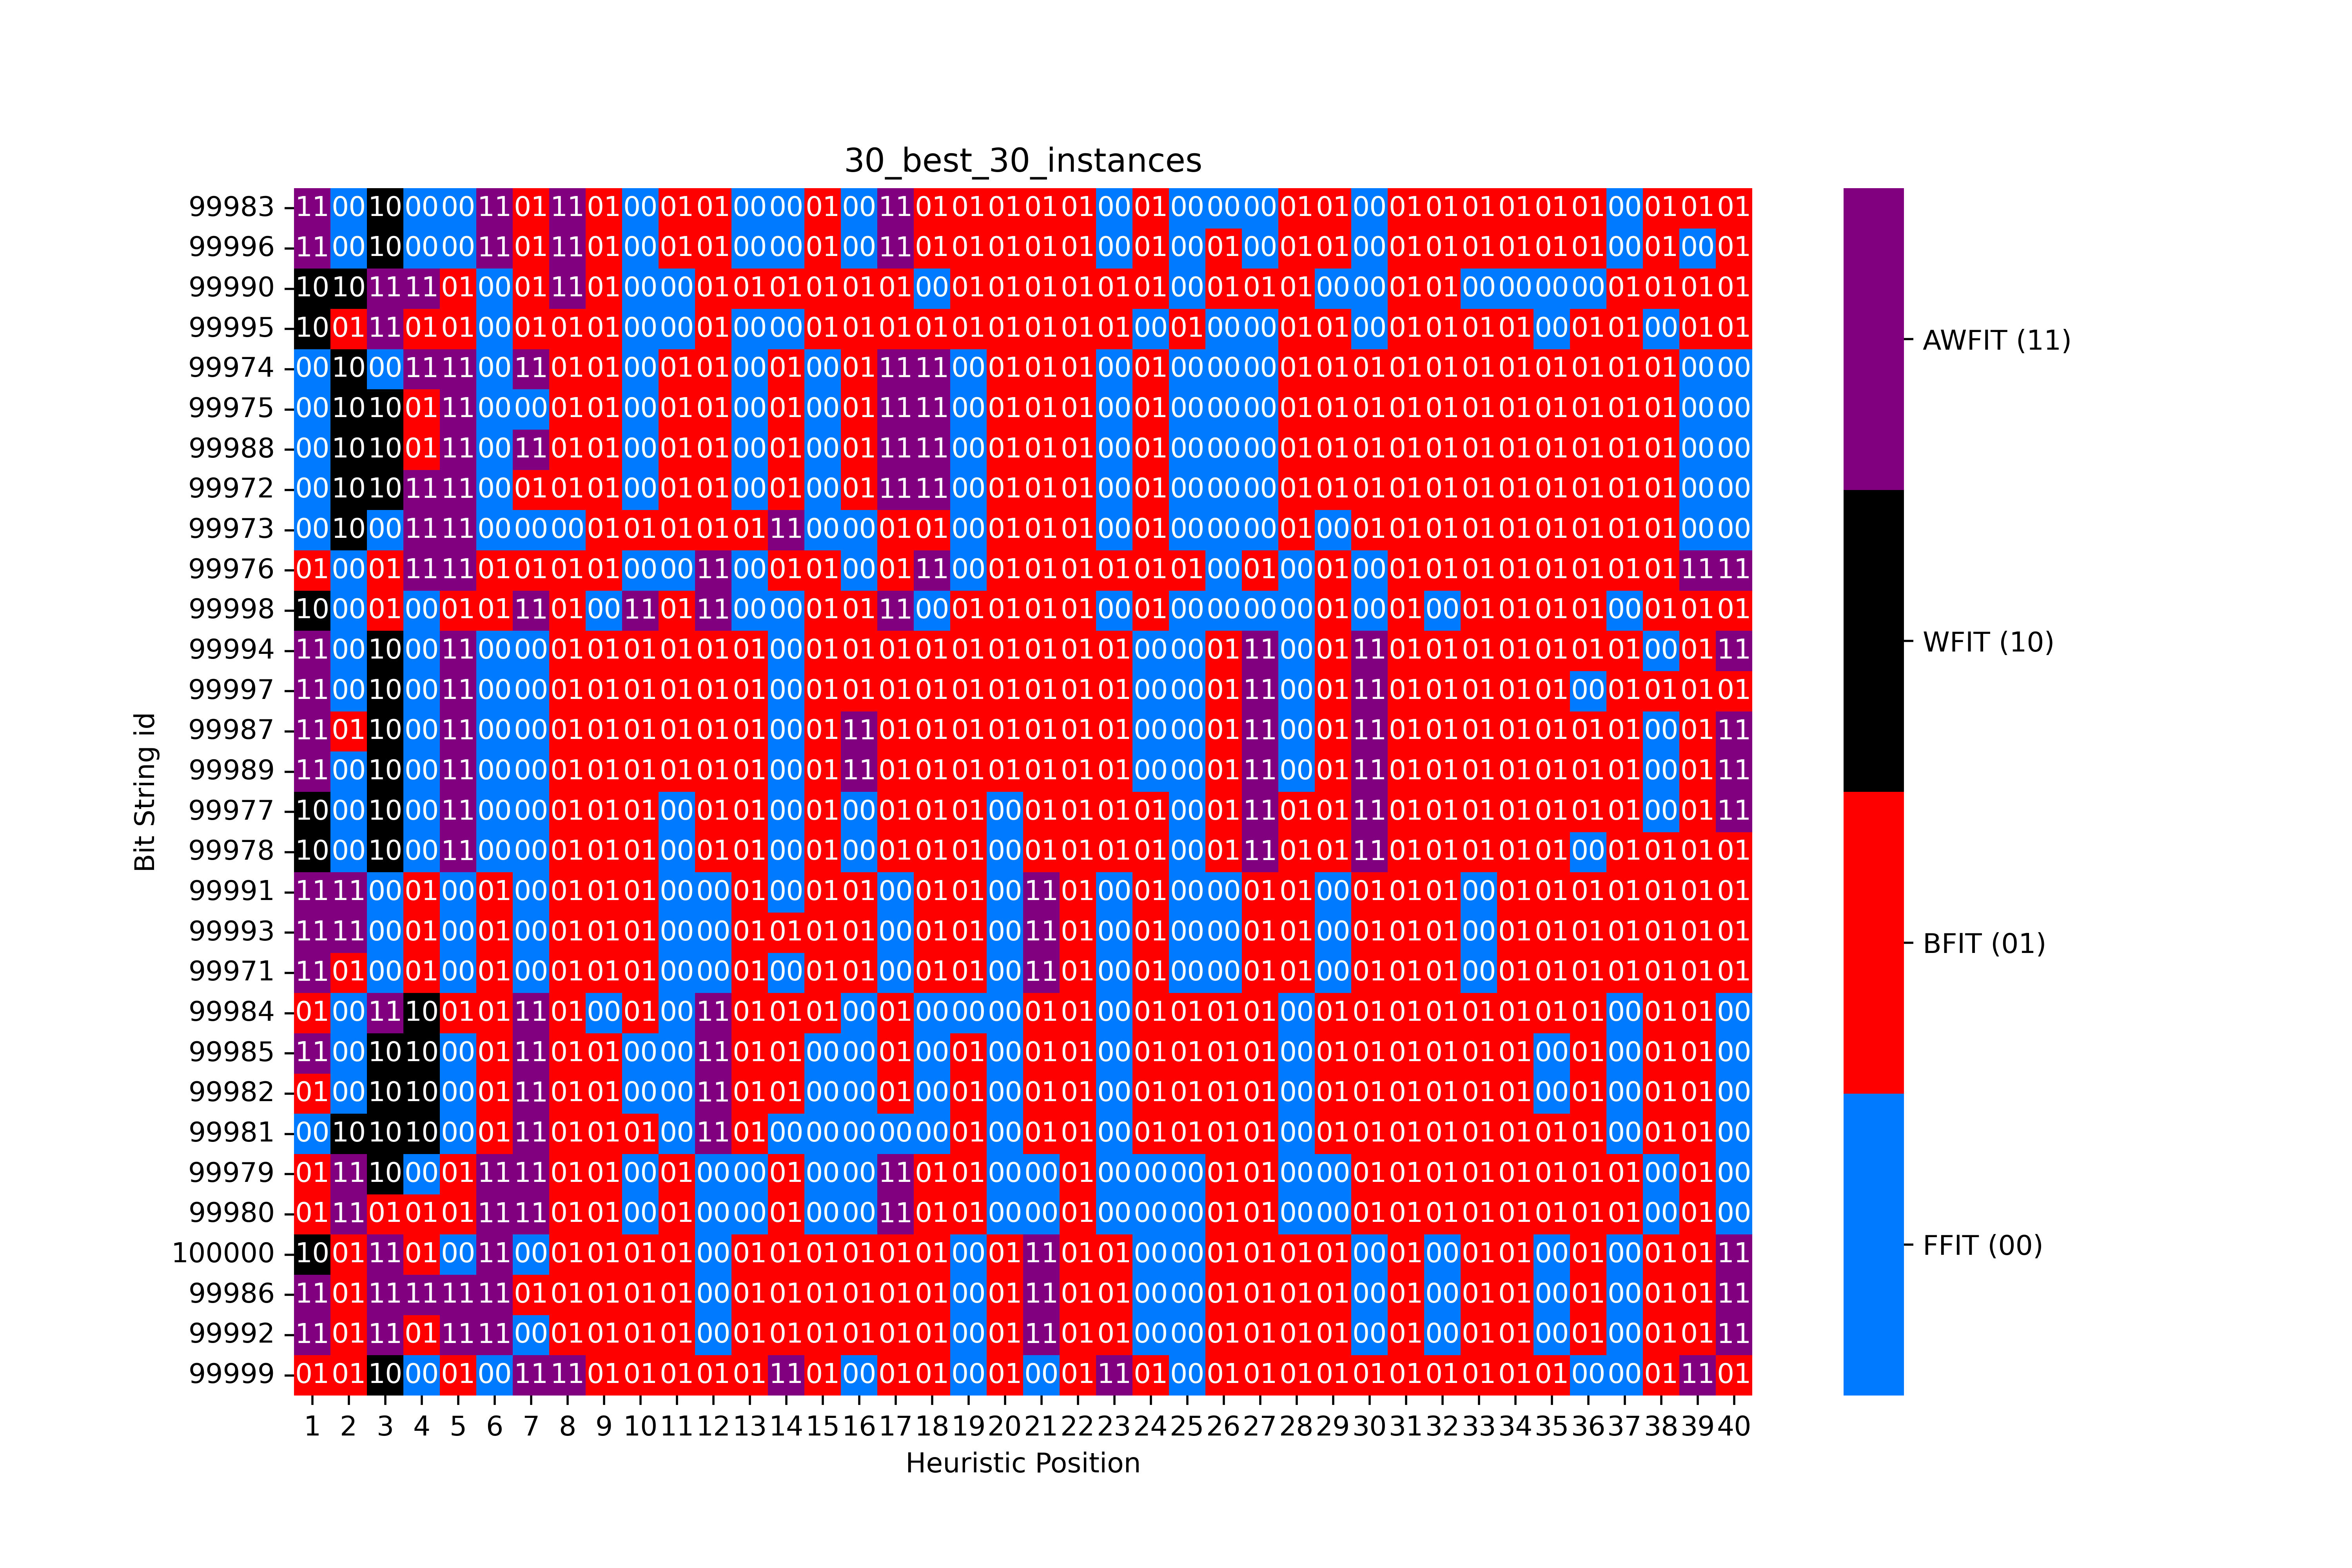 30_best_30_instances
99983 11 00 10 00 00 11 01 11 01 00 01 01 00 00 01 00 11 01 01 01 01 01 00 01 00 00 00 01 01 00 01 01 01 01 01 01 00 01 01 01
99996 11 00 10 00 00 11 01 11 01 00 01 01 00 00 01 00 11 01 01 01 01 01 00 01 00 01 00 01 01 00 01 01 01 01 01 01 00 01 00 01
99990 10 10 11 11 01 00 01 11 01 00 00 01 01 01 01 01 01 00 01 01 01 01 01 01 00 01 01 01 00 00 01 01 00 00 00 00 01 01 01 01
99995 10 01 11 01 01 00 01 01 01 00 00 01 00 00 01 01 01 01 01 01 01 01 01 00 01 00 00 01 01 00 01 01 01 01 00 01 01 00 01 01
99974 00 10 00 11 11 00 11 01 01 00 01 01 00 01 00 01 11 11 00 01 01 01 00 01 00 00 00 01 01 01 01 01 01 01 01 01 01 01 00 00
99975 00 10 10 01 11 00 00 01 01 00 01 01 00 01 00 01 11 11 00 01 01 01 00 01 00 00 00 01 01 01 01 01 01 01 01 01 01 01 00 00
99988 00 10 10 01 11 00 11 01 01 00 01 01 00 01 00 01 11 11 00 01 01 01 00 01 00 00 00 01 01 01 01 01 01 01 01 01 01 01 00 00
99972 00 10 10 11 11 00 01 01 01 00 01 01 00 01 00 01 11 11 00 01 01 01 00 01 00 00 00 01 01 01 01 01 01 01 01 01 01 01 00 00
99973 00 10 00 11 11 00 00 00 01 01 01 01 01 11 00 00 01 01 00 01 01 01 00 01 00 00 00 01 00 01 01 01 01 01 01 01 01 01 00 00
99976 01 00 01 11 11 01 01 01 01 00 00 11 00 01 01 00 01 11 00 01 01 01 01 01 01 00 01 00 01 00 01 01 01 01 01 01 01 01 11 11
99998 10 00 01 00 01 01 11 01 00 11 01 11 00 00 01 01 11 00 01 01 01 01 00 01 00 00 00 00 01 00 01 00 01 01 01 01 00 01 01 01
99994 11 00 10 00 11 00 00 01 01 01 01 01 01 00 01 01 01 01 01 01 01 01 01 00 00 01 11 00 01 11 01 01 01 01 01 01 01 00 01 11
99997 11 00 10 00 11 00 00 01 01 01 01 01 01 00 01 01 01 01 01 01 01 01 01 00 00 01 11 00 01 11 01 01 01 01 01 00 01 01 01 01
99987 11 01 10 00 11 00 00 01 01 01 01 01 01 00 01 11 01 01 01 01 01 01 01 00 00 01 11 00 01 11 01 01 01 01 01 01 01 00 01 11
99989 11 00 10 00 11 00 00 01 01 01 01 01 01 00 01 11 01 01 01 01 01 01 01 00 00 01 11 00 01 11 01 01 01 01 01 01 01 00 01 11
99977 10 00 10 00 11 00 00 01 01 01 00 01 01 00 01 00 01 01 01 00 01 01 01 01 00 01 11 01 01 11 01 01 01 01 01 01 01 00 01 11
99978 10 00 10 00 11 00 00 01 01 01 00 01 01 00 01 00 01 01 01 00 01 01 01 01 00 01 11 01 01 11 01 01 01 01 01 00 01 01 01 01
99991 11 11 00 01 00 01 00 01 01 01 00 00 01 00 01 01 00 01 01 00 11 01 00 01 00 00 01 01 00 01 01 01 00 01 01 01 01 01 01 01
99993 11 11 00 01 00 01 00 01 01 01 00 00 01 01 01 01 00 01 01 00 11 01 00 01 00 00 01 01 00 01 01 01 00 01 01 01 01 01 01 01
99971 11 01 00 01 00 01 00 01 01 01 00 00 01 00 01 01 00 01 01 00 11 01 00 01 00 00 01 01 00 01 01 01 00 01 01 01 01 01 01 01
99984 01 00 11 10 01 01 11 01 00 01 00 11 01 01 01 00 01 00 00 00 01 01 00 01 01 01 01 00 01 01 01 01 01 01 01 01 00 01 01 00
99985 11 00 10 10 00 01 11 01 01 00 00 11 01 01 00 00 01 00 01 00 01 01 00 01 01 01 01 00 01 01 01 01 01 01 00 01 00 01 01 00
99982 01 00 10 10 00 01 11 01 01 00 00 11 01 01 00 00 01 00 01 00 01 01 00 01 01 01 01 00 01 01 01 01 01 01 00 01 00 01 01 00
99981 00 10 10 10 00 01 11 01 01 01 00 11 01 00 00 00 00 00 01 00 01 01 00 01 01 01 01 00 01 01 01 01 01 01 01 01 00 01 01 00
99979 01 11 10 00 01 11 11 01 01 00 01 00 00 01 00 00 11 01 01 00 00 01 00 00 00 01 01 00 00 01 01 01 01 01 01 01 01 00 01 00
99980 01 11 01 01 01 11 11 01 01 00 01 00 00 01 00 00 11 01 01 00 00 01 00 00 00 01 01 00 00 01 01 01 01 01 01 01 01 00 01 00
100000 10 01 11 01 00 11 00 01 01 01 01 00 01 01 01 01 01 01 00 01 11 01 01 00 00 01 01 01 01 00 01 00 01 01 00 01 00 01 01 11
99986 11 01 11 11 11 11 01 01 01 01 01 00 01 01 01 01 01 01 00 01 11 01 01 00 00 01 01 01 01 00 01 00 01 01 00 01 00 01 01 11
99992 11 01 11 01 11 11 00 01 01 01 01 00 01 01 01 01 01 01 00 01 11 01 01 00 00 01 01 01 01 00 01 00 01 01 00 01 00 01 01 11
99999 01 01 10 00 01 00 11 11 01 01 01 01 01 11 01 00 01 01 00 01 00 01 11 01 00 01 01 01 01 01 01 01 01 01 01 00 00 01 11 01
1 2 3 4 5 6 7 8 9 10 11 12 13 14 15 16 17 18 19 20 21 22 23 24 25 26 27 28 29 30 31 32 33 34 35 36 37 38 39 40
Heuristic Position
Bit String id
AWFIT (11)
WFIT (10)
BFIT (01)
FFIT (00)